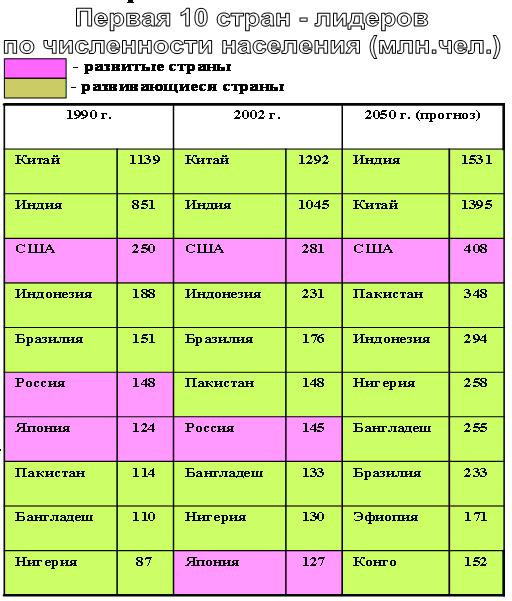 Первая 10 стран - лидеров
по численности населения (млн.чел.)
- развитые страны
- развивающиеся страны
1990 г. 2002 г. 2050 г. (прогноз)
Китай 1139 Китай 1292 Индия 1531
Индия 851 Индия 1045 Китай 1395
США 250 США 281 США 408
Индонезия 188 Индонезия 231 Пакистан 348
Бразилия 151 Бразилия 176 Индонезия 294
Россия 148 Пакистан 148 Нигерия 258
Япония 124 Россия 145 Бангладеш 255
Пакистан 114 Бангладеш 133 Бразилия 233
Бангладеш 110 Нигерия 130 Эфиопия 171
Нигерия 87 Япония 127 Конго 152